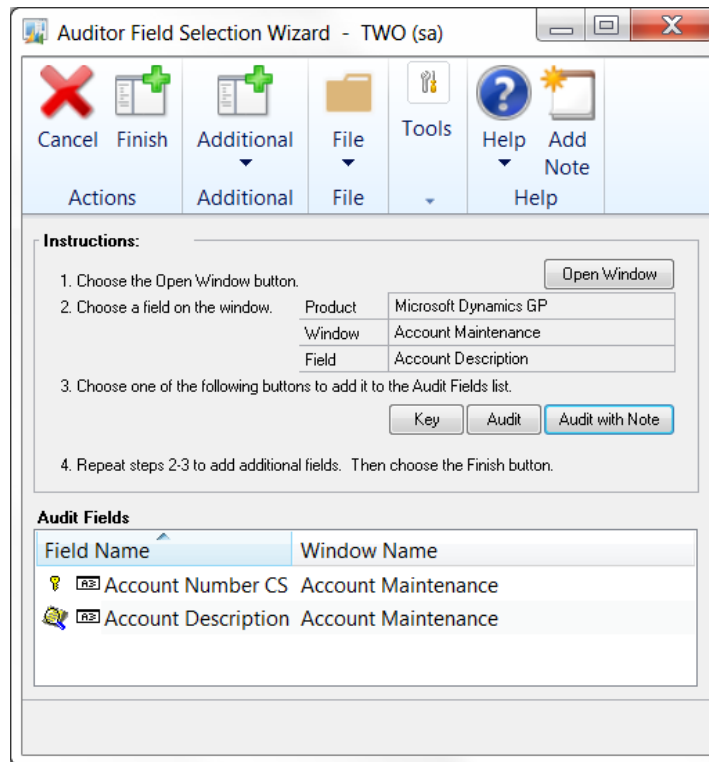 Auditor Field Selection Wizard - TWO (sa)
Cancel Finish Additional File Tools Help Add Note
Actions Additional File Help
Instructions:
1. Choose the Open Window button. Open Window
2. Choose a field on the window. Product Microsoft Dynamics GP
Window Account Maintenance
Field Account Description
3. Choose one of the following buttons to add it to the Audit Fields list.
Key Audit Audit with Note
4. Repeat steps 2-3 to add additional fields. Then choose the Finish button.
Audit Fields
Field Name Window Name
Account Number CS Account Maintenance
Account Description Account Maintenance